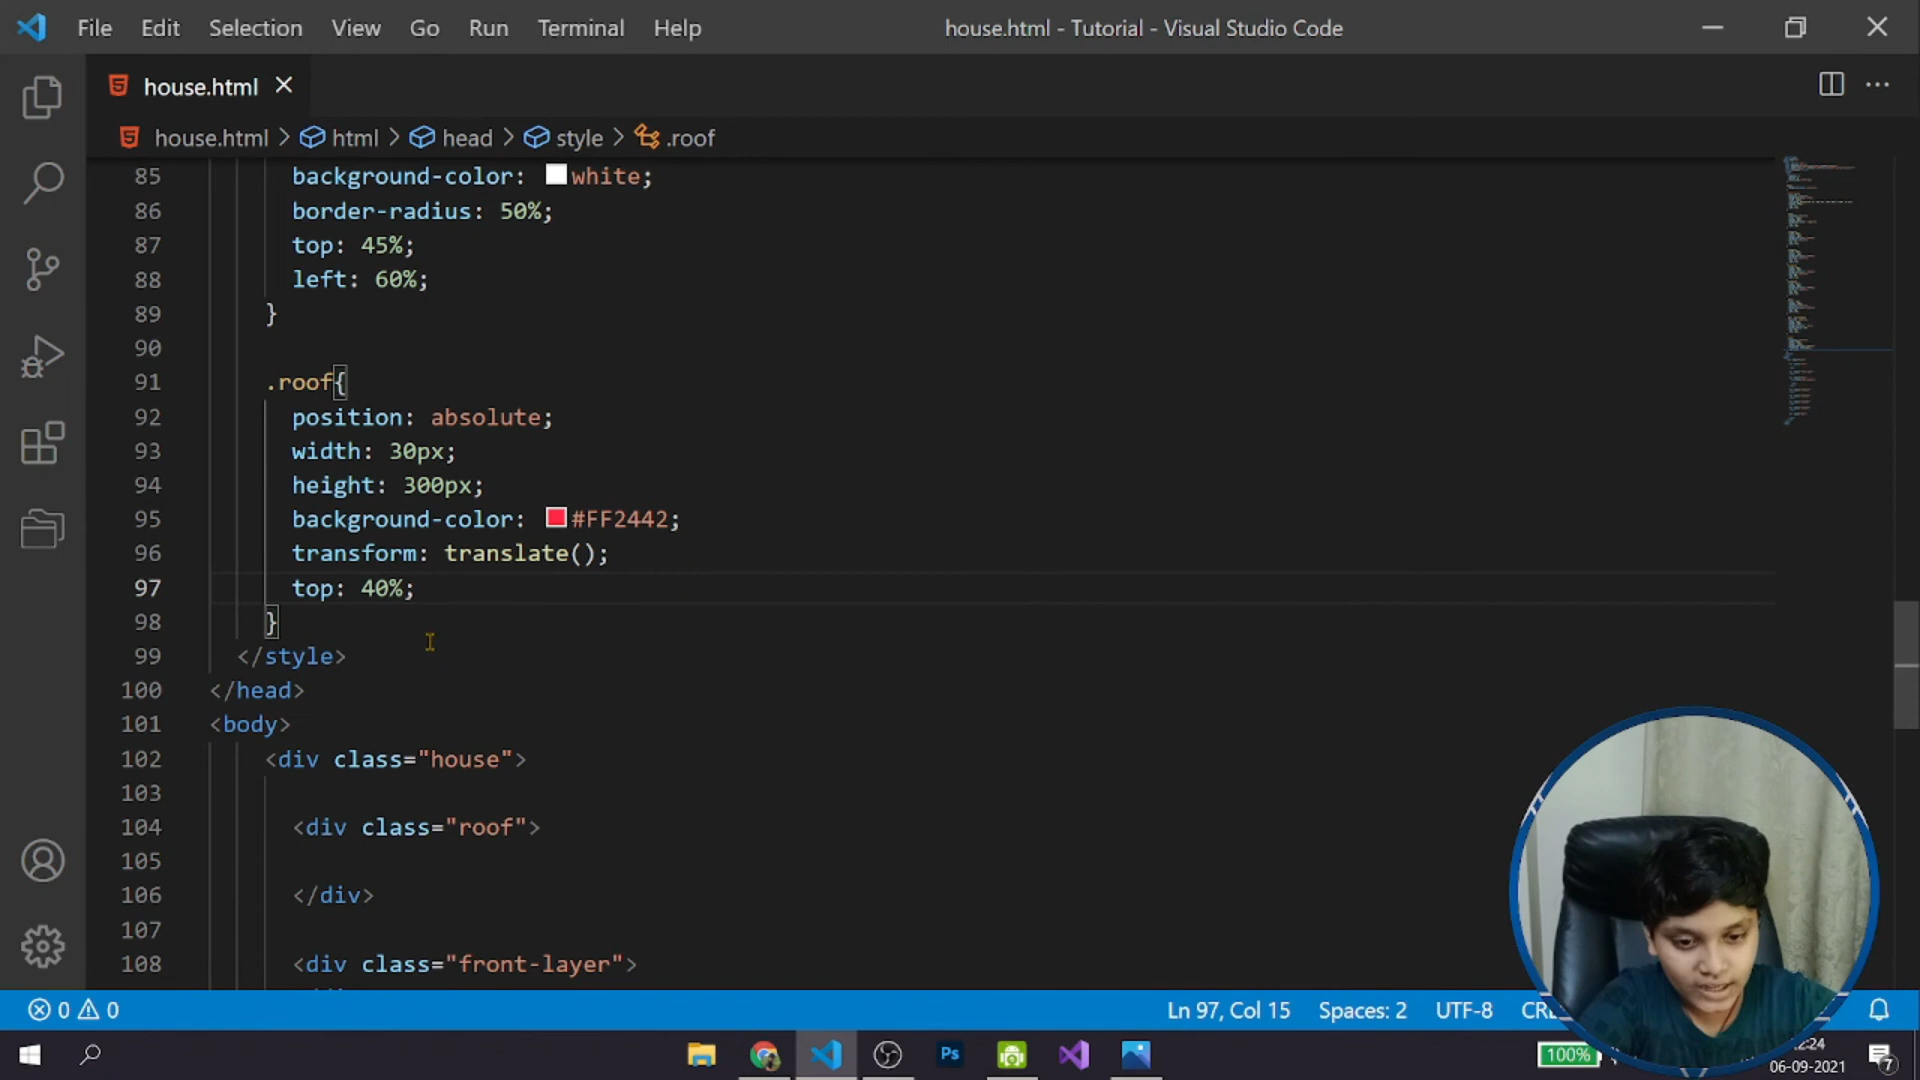 File Edit Selection View Go Run Terminal Help house.html - Tutorial - Visual Studio Code
house.html
house.html > html > head > style > .roof
85 background-color: white;
86 border-radius: 50%;
87 top: 45%;
88 left: 60%;
89 }
90
91 .roof{
92 position: absolute;
93 width: 30px;
94 height: 300px;
95 background-color: #FF2442;
96 transform: translate();
97 top: 40%;
98 }
99 </style>
100 </head>
101 <body>
102 <div class="house">
103
104 <div class="roof">
105
106 </div>
107
108 <div class="front-layer">
0 0 Ln 97, Col 15 Spaces: 2 UTF-8
Ps 100%
06-09-2021 7